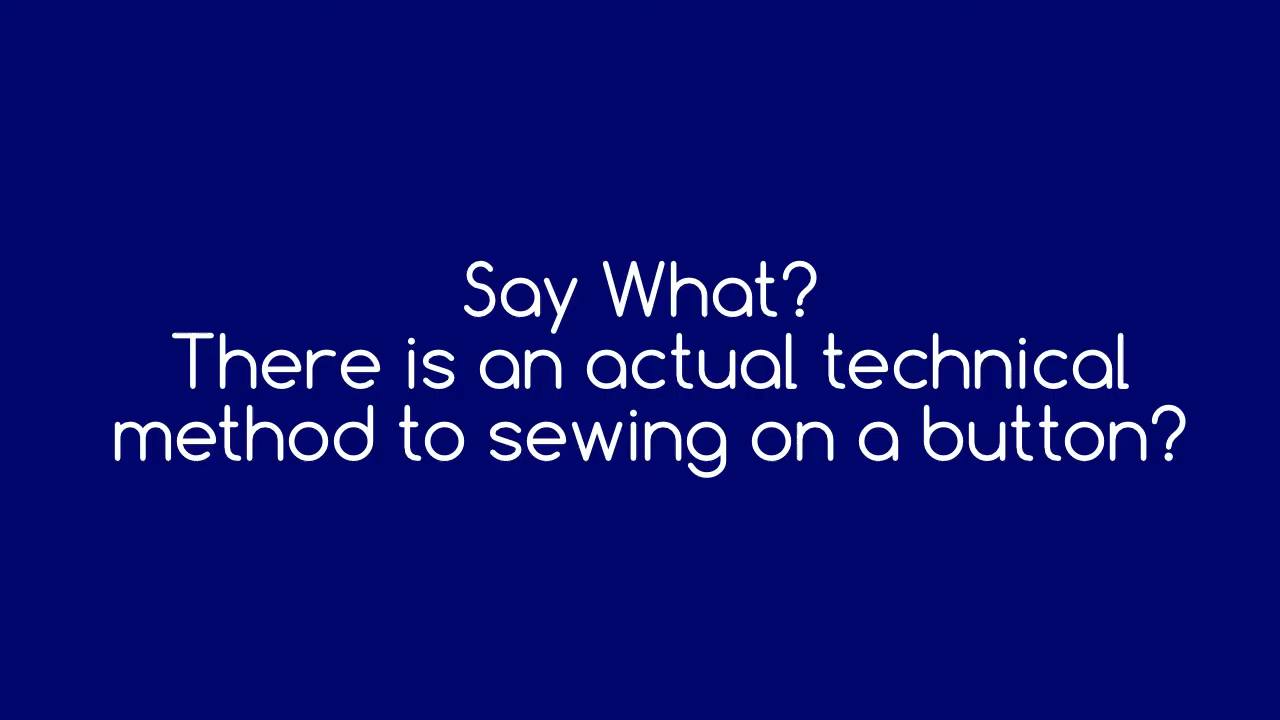 Say What?
There is an actual technical
method to sewing on a button?